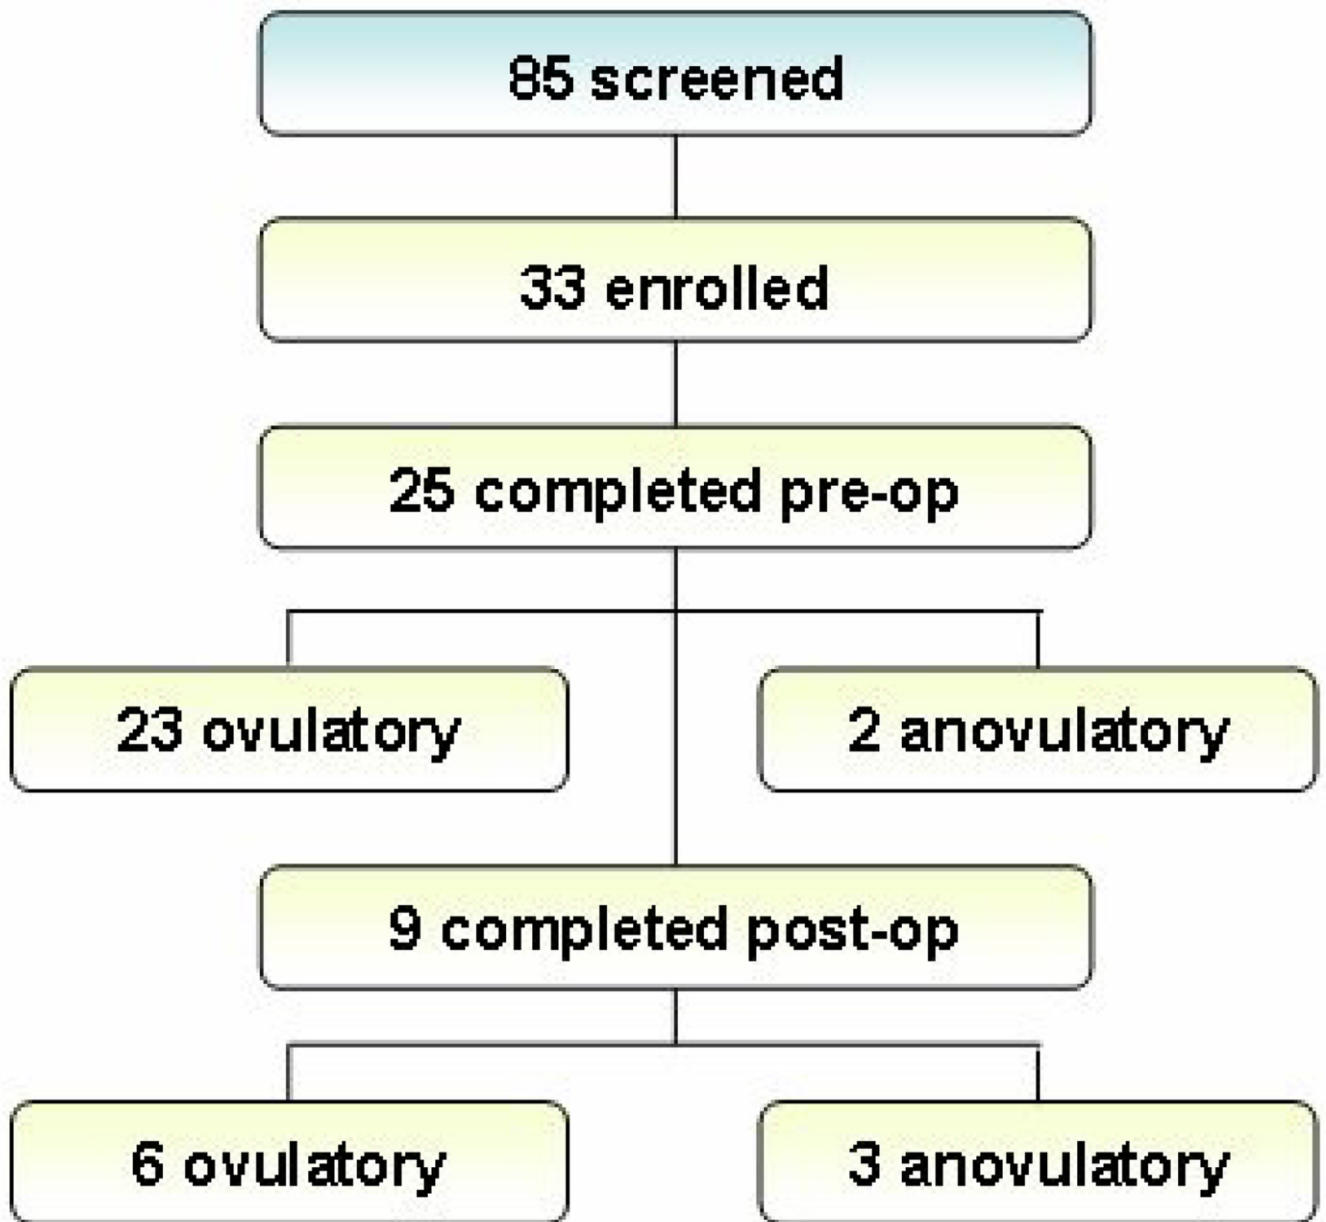 85 screened
33 enrolled
25 completed pre-op
23 ovulatory
2 anovulatory
9 completed post-op
6 ovulatory
3 anovulatory